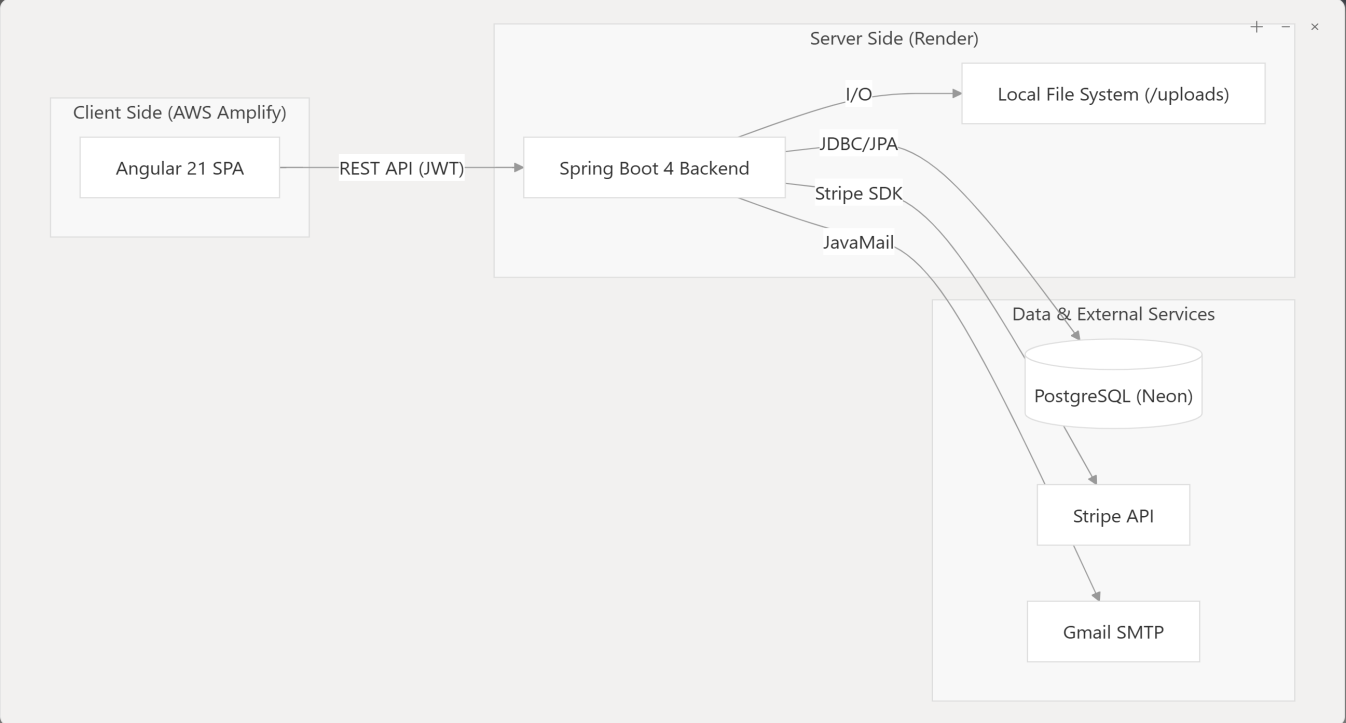 Server Side (Render)
Client Side (AWS Amplify)
I/O
Local File System (/uploads)
Angular 21 SPA
REST API (JWT)
Spring Boot 4 Backend
JDBC/JPA
Stripe SDK
JavaMail
Data & External Services
PostgreSQL (Neon)
Stripe API
Gmail SMTP